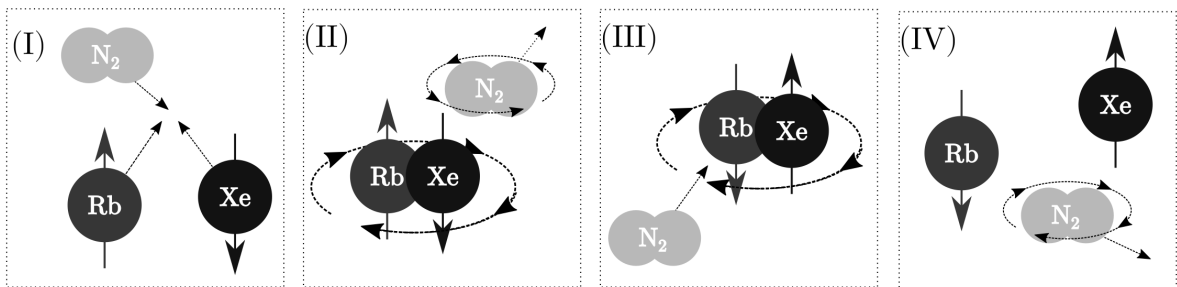 (I)
N₂
Rb
Xe
(II)
N₂
Rb Xe
(III)
Rb Xe
N₂
(IV)
Xe
Rb
N₂